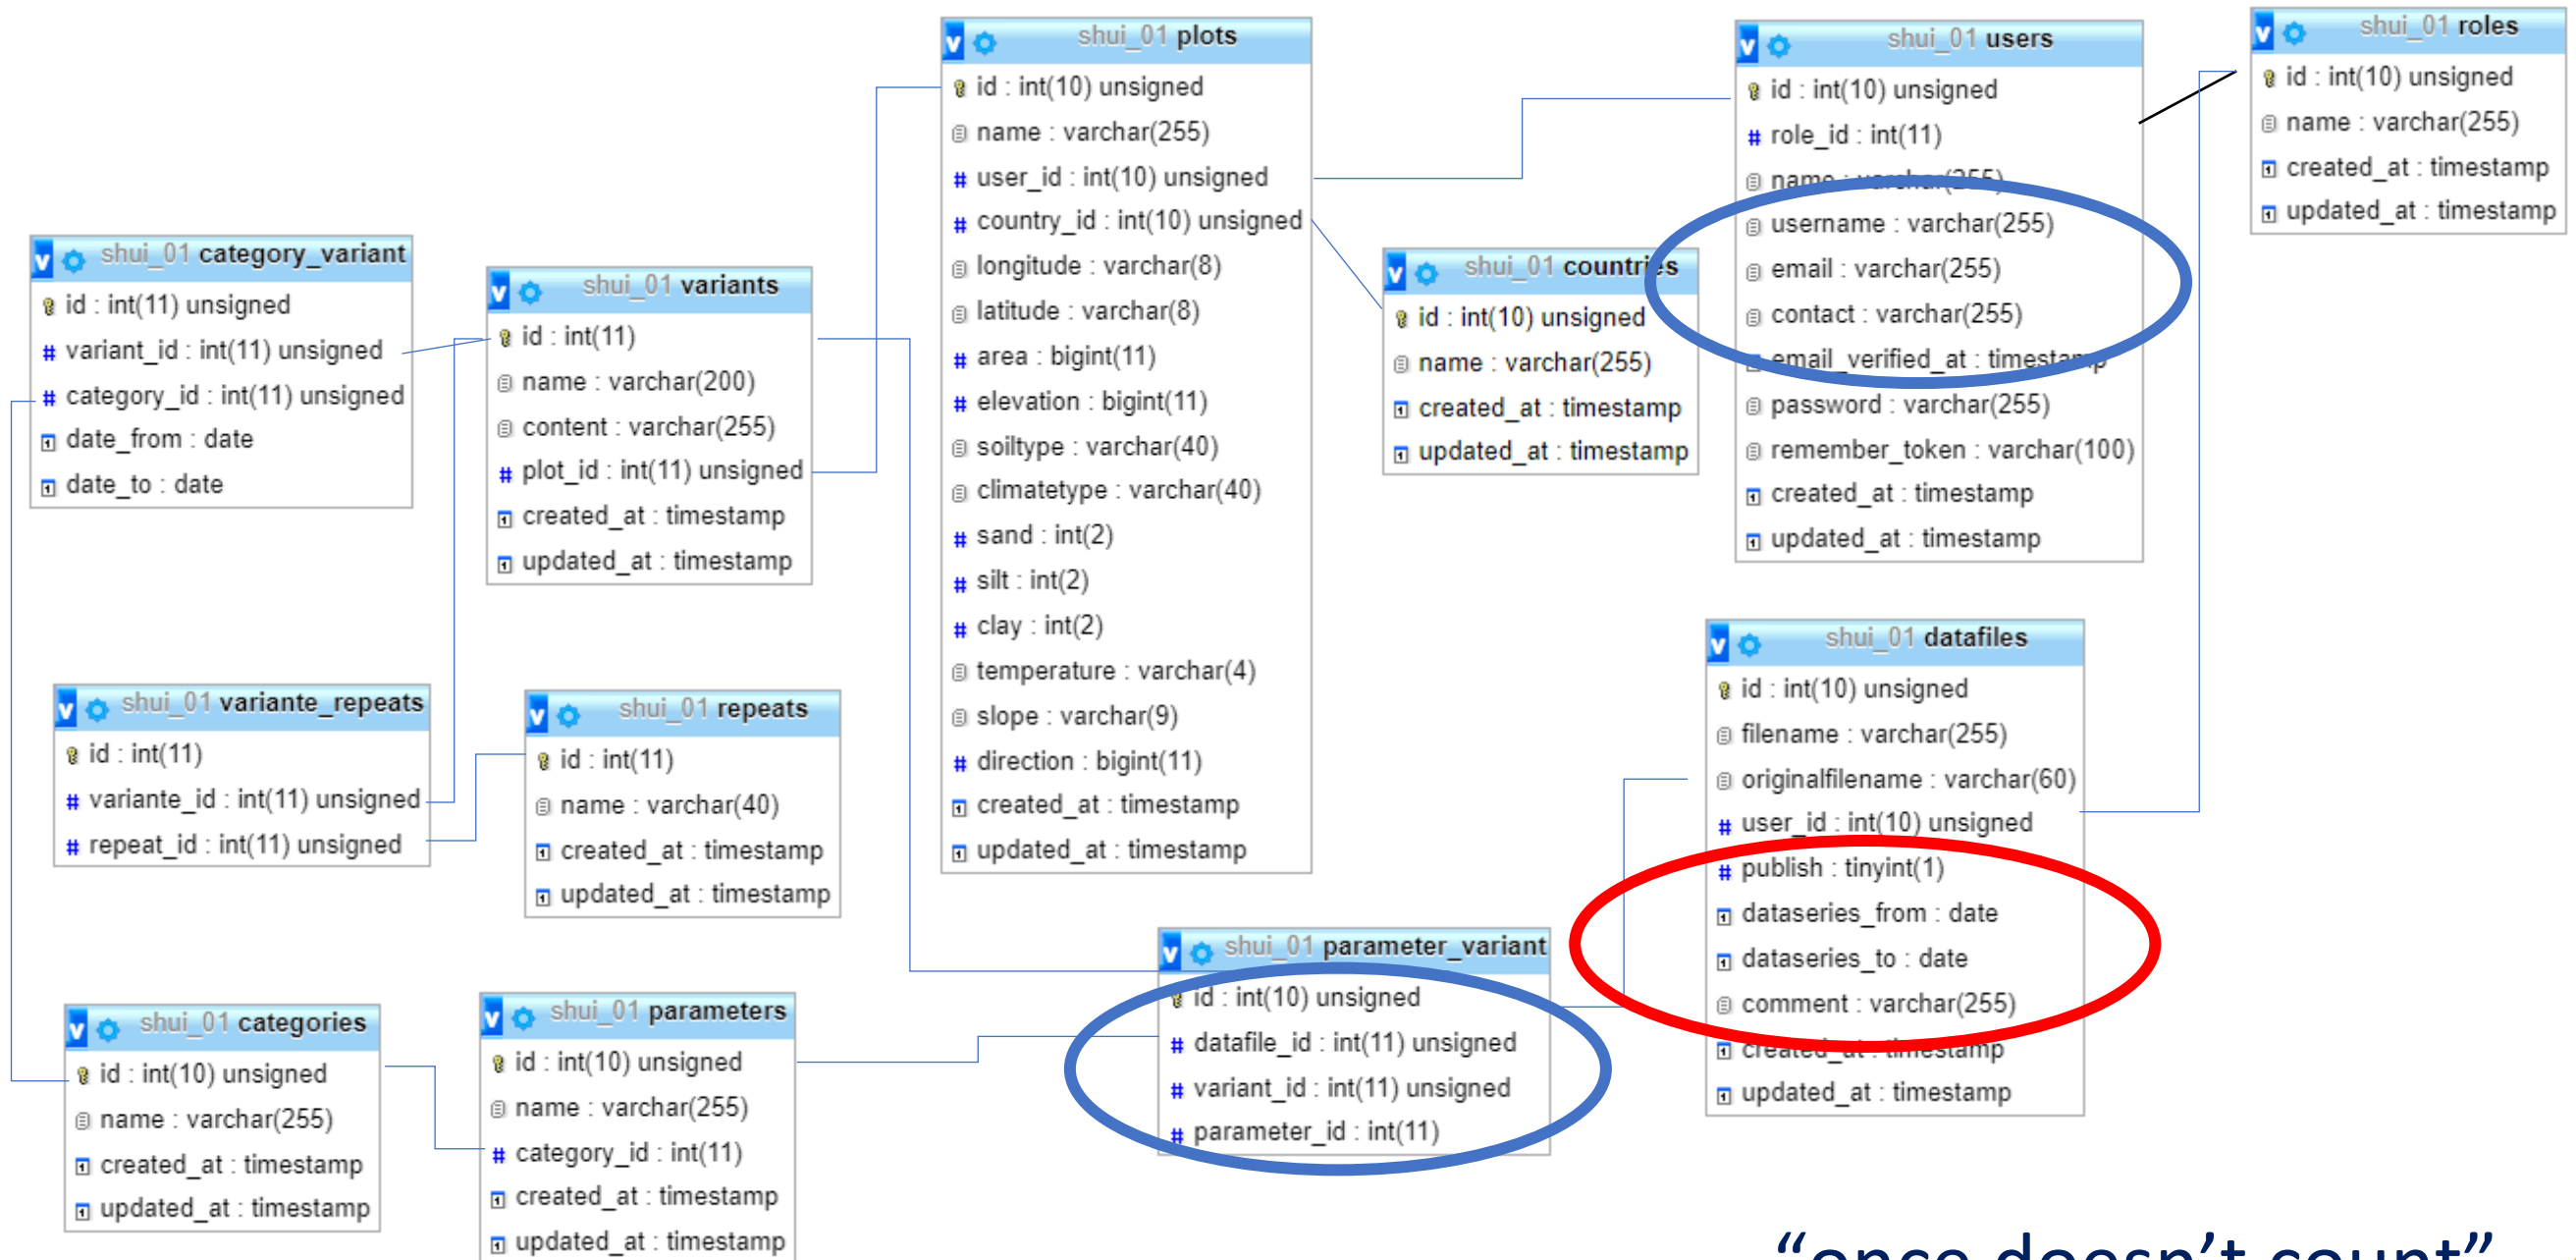 shui_01 category_variant
id : int(11) unsigned
variant_id : int(11) unsigned
category_id : int(11) unsigned
date_from : date
date_to : date
shui_01 variants
id : int(11)
name : varchar(200)
content : varchar(255)
plot_id : int(11) unsigned
created_at : timestamp
updated_at : timestamp
shui_01 plots
id : int(10) unsigned
name : varchar(255)
user_id : int(10) unsigned
country_id : int(10) unsigned
longitude : varchar(8)
latitude : varchar(8)
area : bigint(11)
elevation : bigint(11)
soiltype : varchar(40)
climatetype : varchar(40)
sand : int(2)
silt : int(2)
clay : int(2)
temperature : varchar(4)
slope : varchar(9)
direction : bigint(11)
created_at : timestamp
updated_at : timestamp
shui_01 countries
id : int(10) unsigned
name : varchar(255)
created_at : timestamp
updated_at : timestamp
shui_01 users
id : int(10) unsigned
role_id : int(11)
name : varchar(255)
username : varchar(255)
email : varchar(255)
contact : varchar(255)
email_verified_at : timestamp
password : varchar(255)
remember_token : varchar(100)
created_at : timestamp
updated_at : timestamp
shui_01 roles
id : int(10) unsigned
name : varchar(255)
created_at : timestamp
updated_at : timestamp
shui_01 variante_repeats
id : int(11)
variante_id : int(11) unsigned
repeat_id : int(11) unsigned
shui_01 repeats
id : int(11)
name : varchar(40)
created_at : timestamp
updated_at : timestamp
shui_01 datafiles
id : int(10) unsigned
filename : varchar(255)
originalfilename : varchar(60)
user_id : int(10) unsigned
publish : tinyint(1)
dataseries_from : date
dataseries_to : date
comment : varchar(255)
created_at : timestamp
updated_at : timestamp
shui_01 categories
id : int(10) unsigned
name : varchar(255)
created_at : timestamp
updated_at : timestamp
shui_01 parameters
id : int(10) unsigned
name : varchar(255)
category_id : int(11)
created_at : timestamp
updated_at : timestamp
shui_01 parameter_variant
id : int(10) unsigned
datafile_id : int(11) unsigned
variant_id : int(11) unsigned
parameter_id : int(11)
“once doesn’t count”